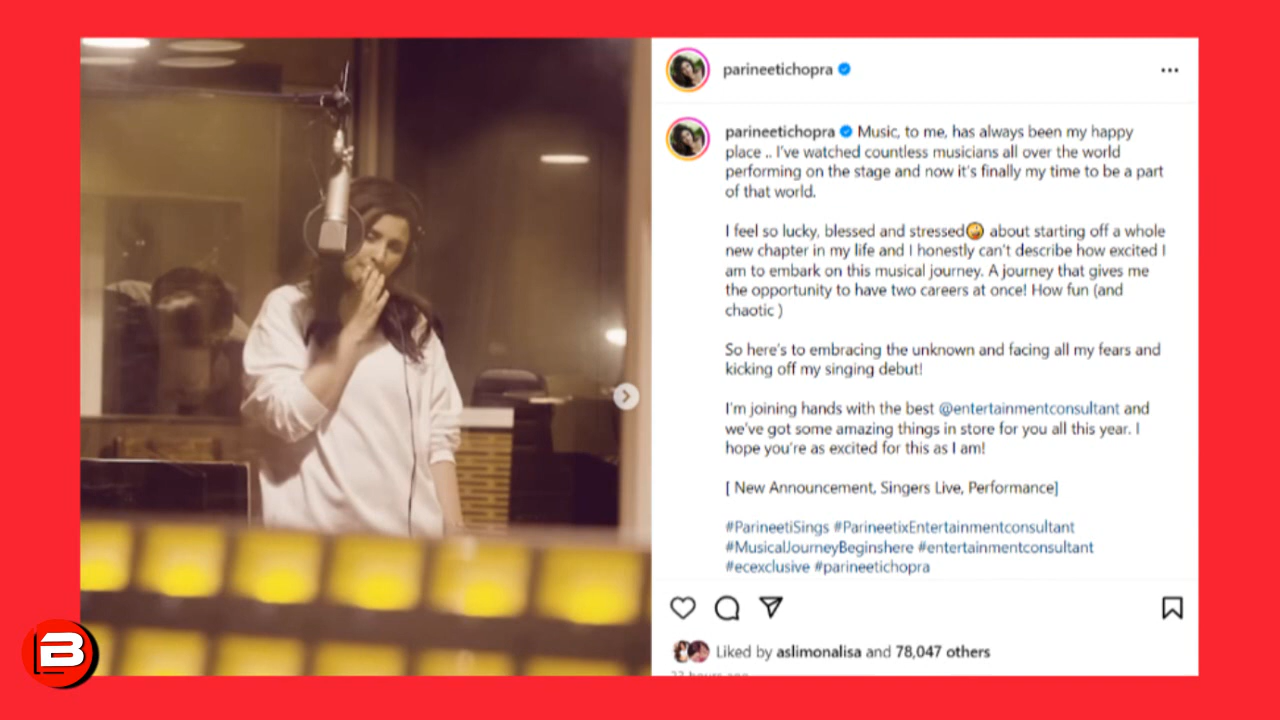 parineetichopra
parineetichopra Music, to me, has always been my happy
place .. I've watched countless musicians all over the world
performing on the stage and now it's finally my time to be a part
of that world.
I feel so lucky, blessed and stressed🤪 about starting off a whole
new chapter in my life and I honestly can't describe how excited I
am to embark on this musical journey. A journey that gives me
the opportunity to have two careers at once! How fun (and
chaotic )
So here's to embracing the unknown and facing all my fears and
kicking off my singing debut!
I'm joining hands with the best @entertainmentconsultant and
we've got some amazing things in store for you all this year. I
hope you're as excited for this as I am!
[ New Announcement, Singers Live, Performance]
#ParineetiSings #ParineetixEntertainmentconsultant
#MusicalJourneyBeginshere #entertainmentconsultant
#ecexclusive #parineetichopra
Liked by aslimonalisa and 78,047 others
B